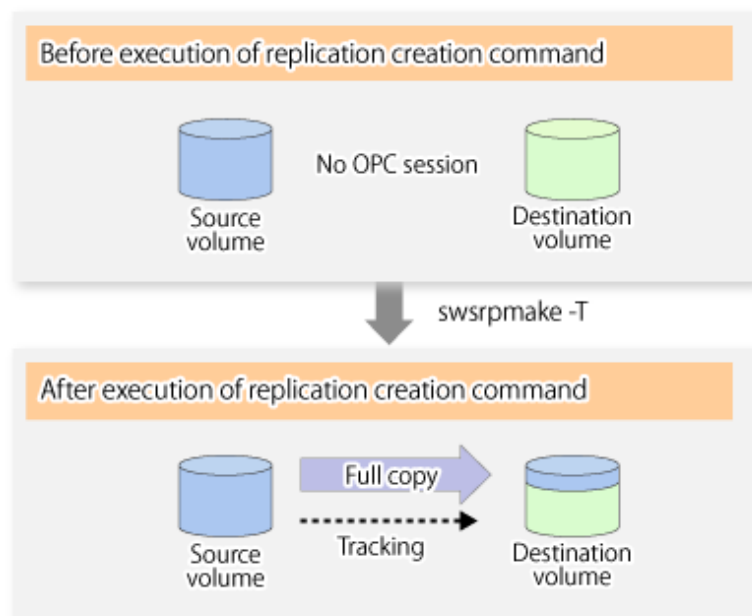 Before execution of replication creation command
No OPC session
Source
volume
Destination
volume
swsrpmake -T
After execution of replication creation command
Full copy
Tracking
Source
volume
Destination
volume